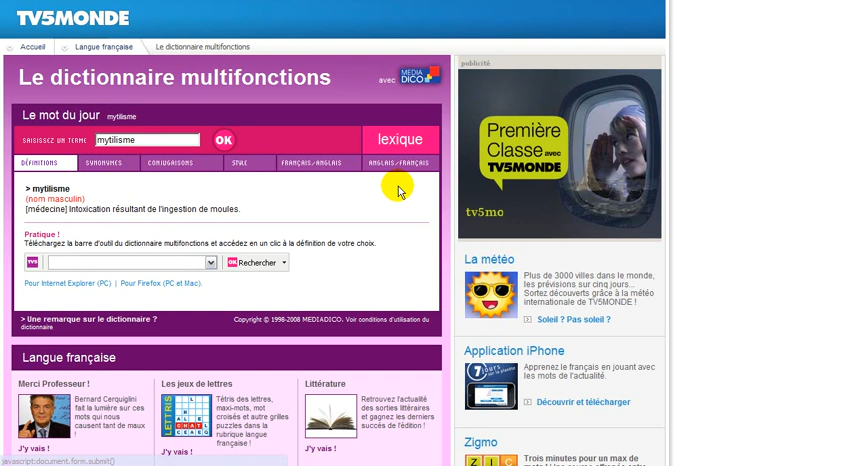 TV5MONDE
Accueil
Langue française
Le dictionnaire multifonctions
Le dictionnaire multifonctions
avec
MEDIA
DICO
Le mot du jour mytilisme
SAISISSEZ UN TERME
mytilisme
OK
lexique
DÉFINITIONS
SYNONYMES
CONJUGAISONS
STYLE
FRANÇAIS/ANGLAIS
ANGLAIS/FRANÇAIS
> mytilisme
(nom masculin)
[médecine] Intoxication résultant de l'ingestion de moules.
Pratique !
Téléchargez la barre d'outil du dictionnaire multifonctions et accédez en un clic à la définition de votre choix.
TV5
OK Rechercher
Pour Internet Explorer (PC) | Pour Firefox (PC et Mac).
> Une remarque sur le dictionnaire ?
Copyright © 1998-2008 MEDIADICO. Voir conditions d'utilisation du
dictionnaire
Langue française
Merci Professeur !
Bernard Cerquiglini
fait la lumière sur ces
mots qui nous
causent tant de maux
!
J'y vais !
Les jeux de lettres
LETTRIS
Tétris des lettres,
maxi-mots, mot
croisés et autre grilles
puzzles dans la
rubrique langue
française !
J'y vais !
Littérature
Retrouvez l'actualité
des sorties littéraires
et gagnez les derniers
succès de l'édition !
J'y vais !
javascript:document.form.submit()
publicité
Première
Classe avec
TV5MONDE
tv5mo
La météo
Plus de 3000 villes dans le monde,
les prévisions sur cinq jours...
Sortez découverts grâce à la météo
internationale de TV5MONDE !
Soleil ? Pas soleil ?
Application iPhone
7 jours
Apprenez le français en jouant avec
les mots de l'actualité.
Découvrir et télécharger
Zigmo
Z I G
Trois minutes pour un max de